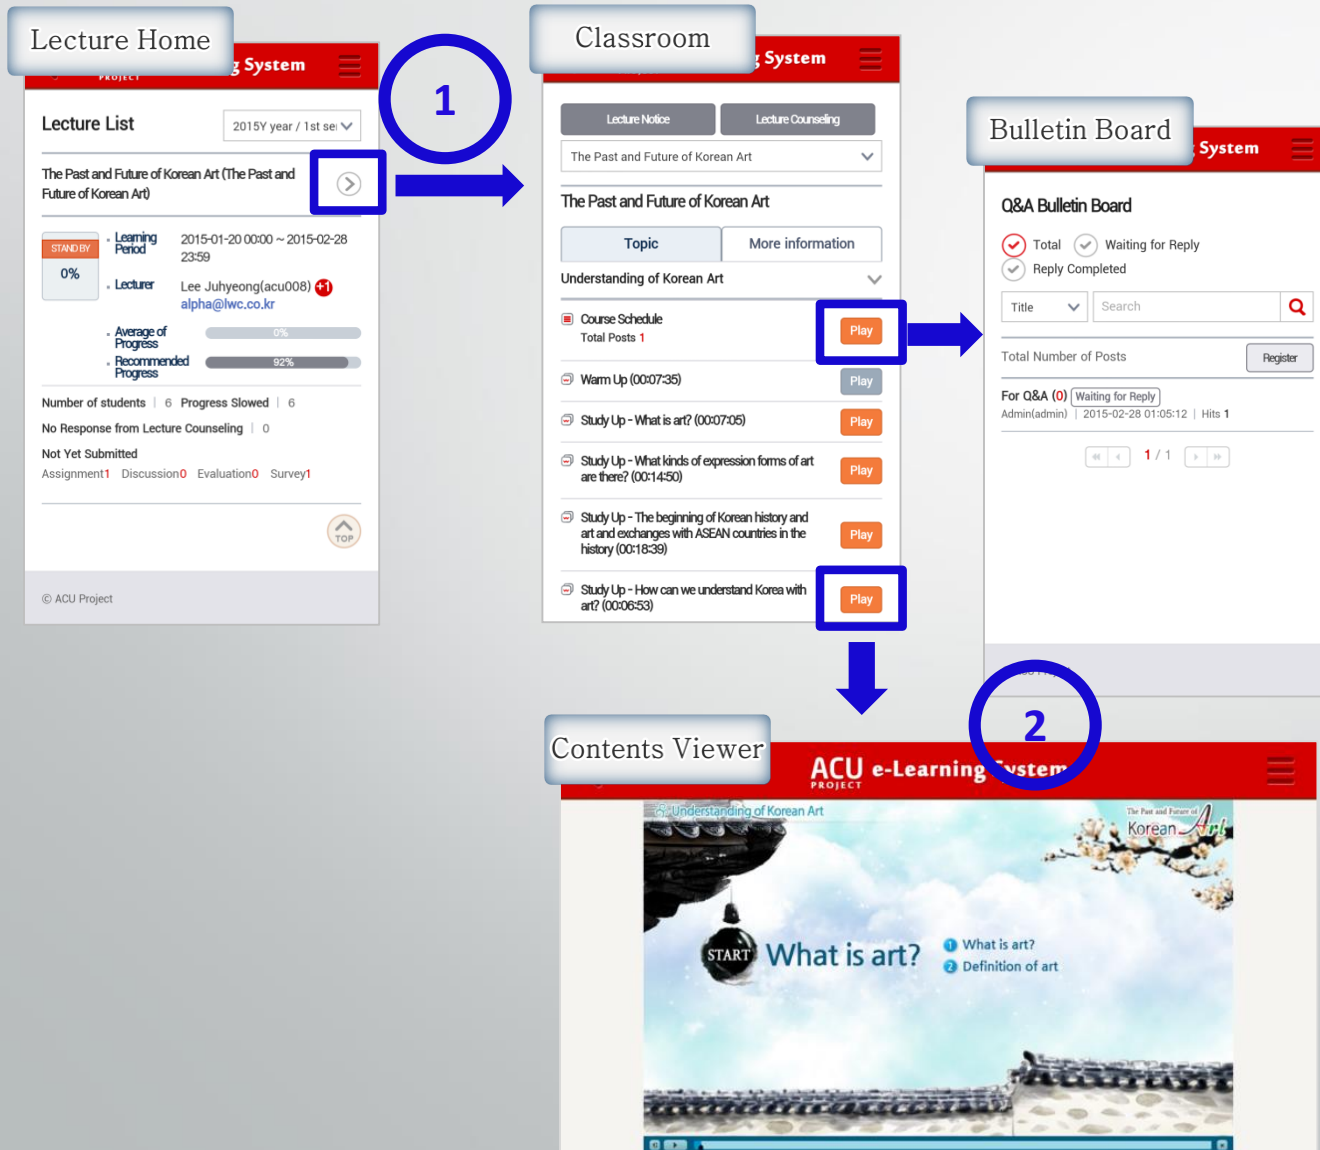 Lecture Home
PROJECT
g System
Lecture List
2015Y year / 1st se
The Past and Future of Korean Art (The Past and
Future of Korean Art)
STAND BY
0%
Learning
Period
2015-01-20 00:00 ~ 2015-02-28
23:59
Lecturer
Lee Juhyeong(acu008) +1
alpha@lwc.co.kr
Average of
Progress
0%
Recommended
Progress
92%
Number of students | 6 Progress Slowed | 6
No Response from Lecture Counseling | 0
Not Yet Submitted
Assignment1 Discussion0 Evaluation0 Survey1
TOP
© ACU Project
1
Classroom
System
Lecture Notice
Lecture Counseling
The Past and Future of Korean Art
The Past and Future of Korean Art
Topic
More information
Understanding of Korean Art
Course Schedule
Total Posts 1
Play
Warm Up (00:07:35)
Play
Study Up - What is art? (00:07:05)
Play
Study Up - What kinds of expression forms of art
are there? (00:14:50)
Play
Study Up - The beginning of Korean history and
art and exchanges with ASEAN countries in the
history (00:18:39)
Play
Study Up - How can we understand Korea with
art? (00:06:53)
Play
Bulletin Board
System
Q&A Bulletin Board
Total
Waiting for Reply
Reply Completed
Title
Search
Total Number of Posts
Register
For Q&A (0) Waiting for Reply
Admin(admin) | 2015-02-28 01:05:12 | Hits 1
1 / 1
2
Contents Viewer
ACU e-Learning System
PROJECT
Understanding of Korean Art
The Past and Future of
Korean Art
START
What is art?
1 What is art?
2 Definition of art